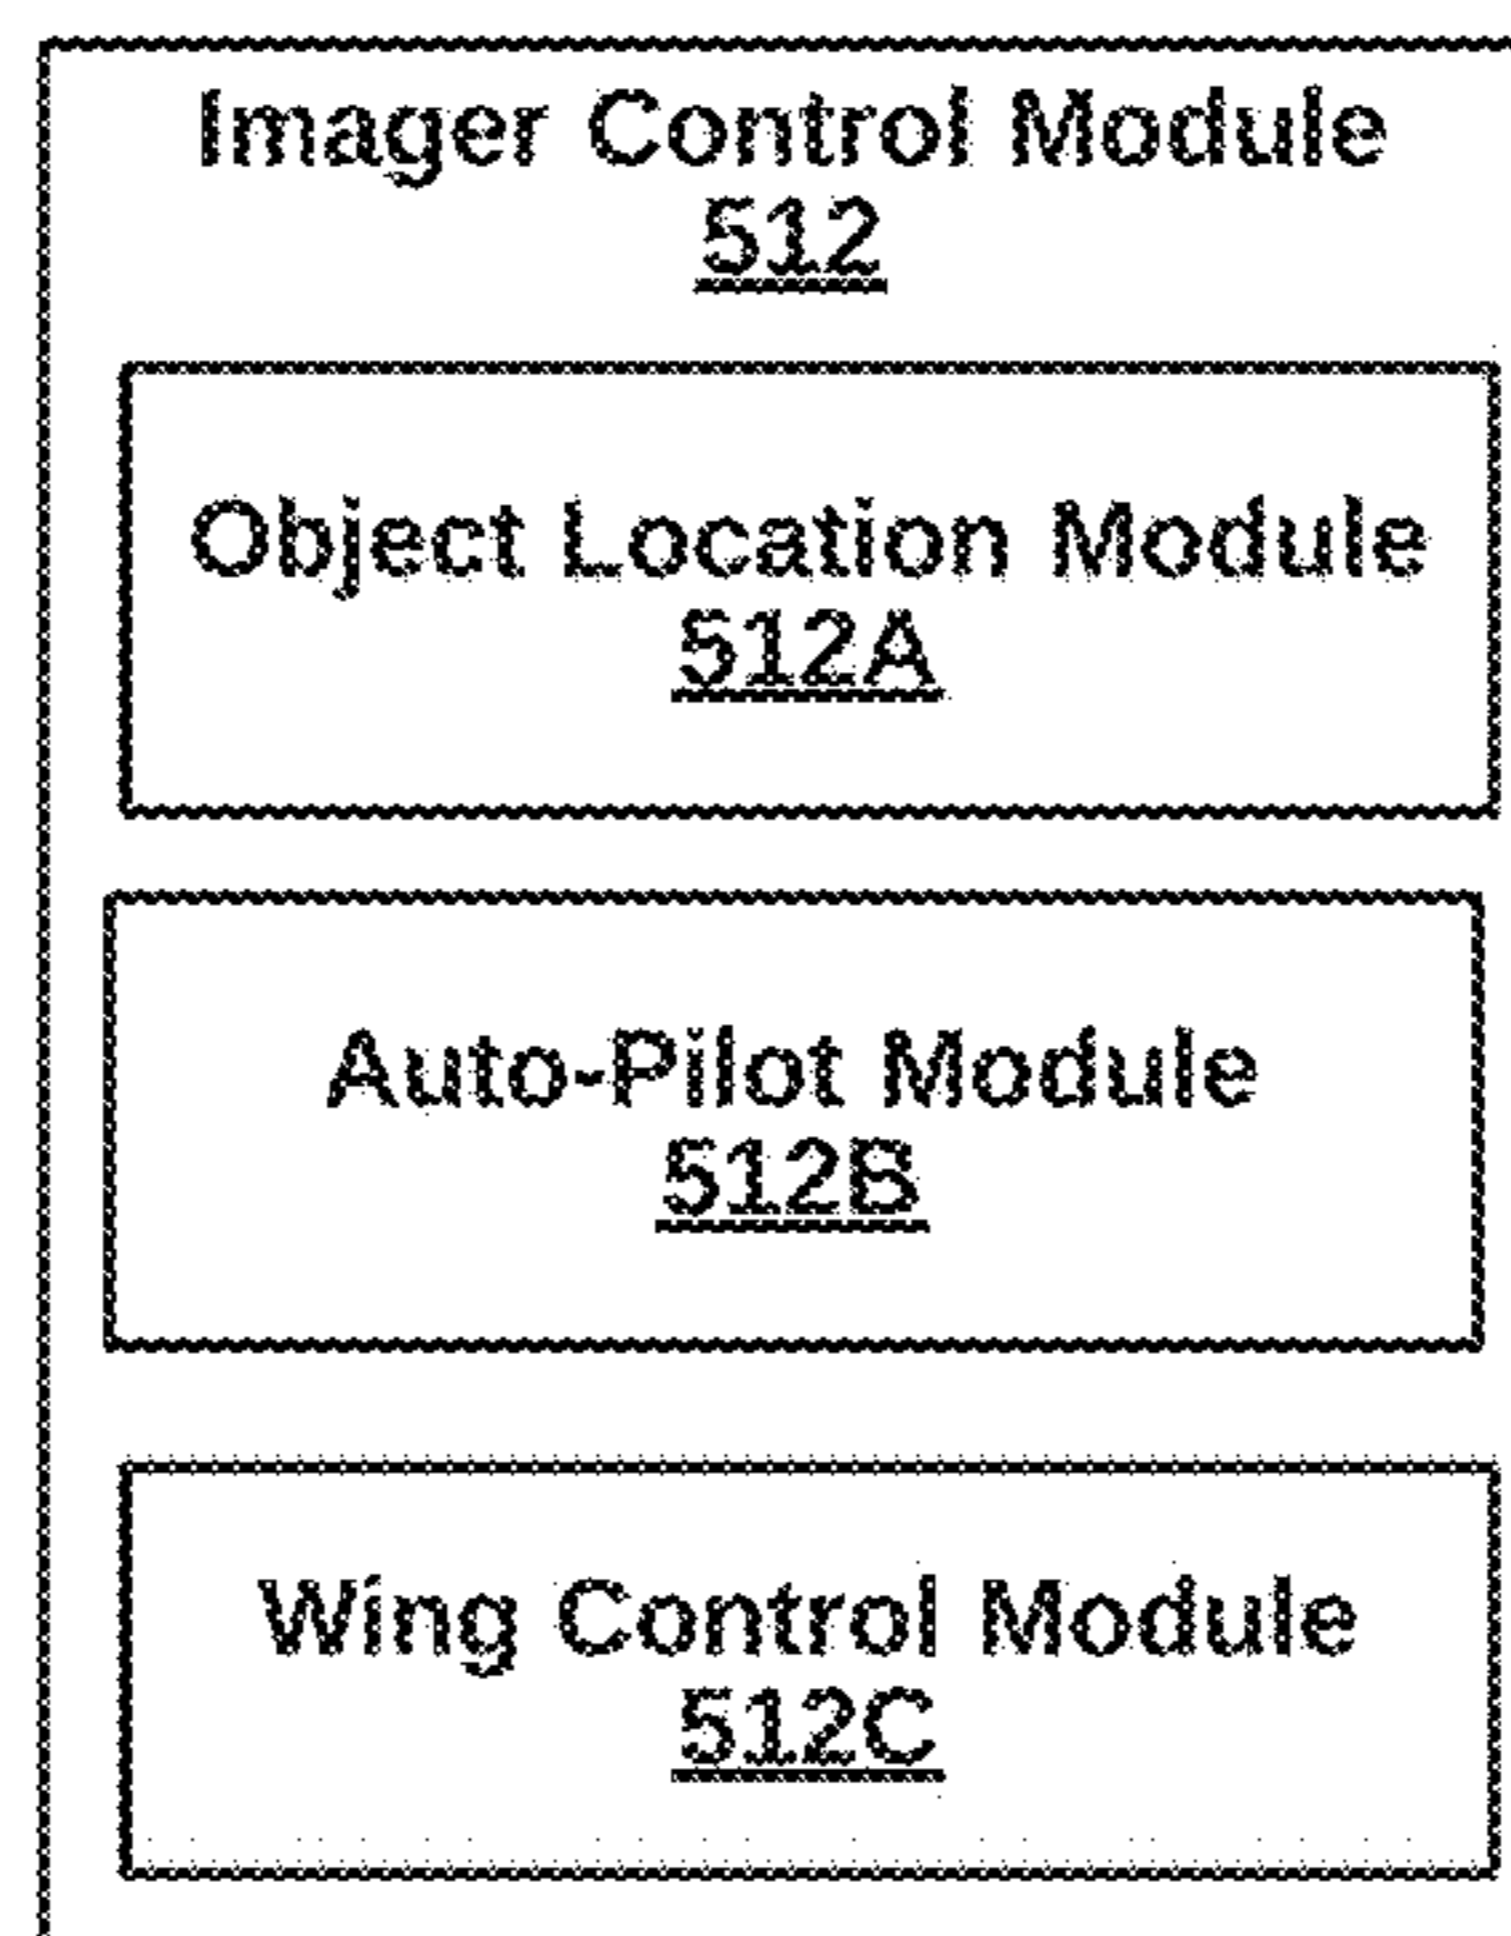 Imager Control Module
512
Object Location Module
512A
Auto-Pilot Module
512B
Wing Control Module
512C